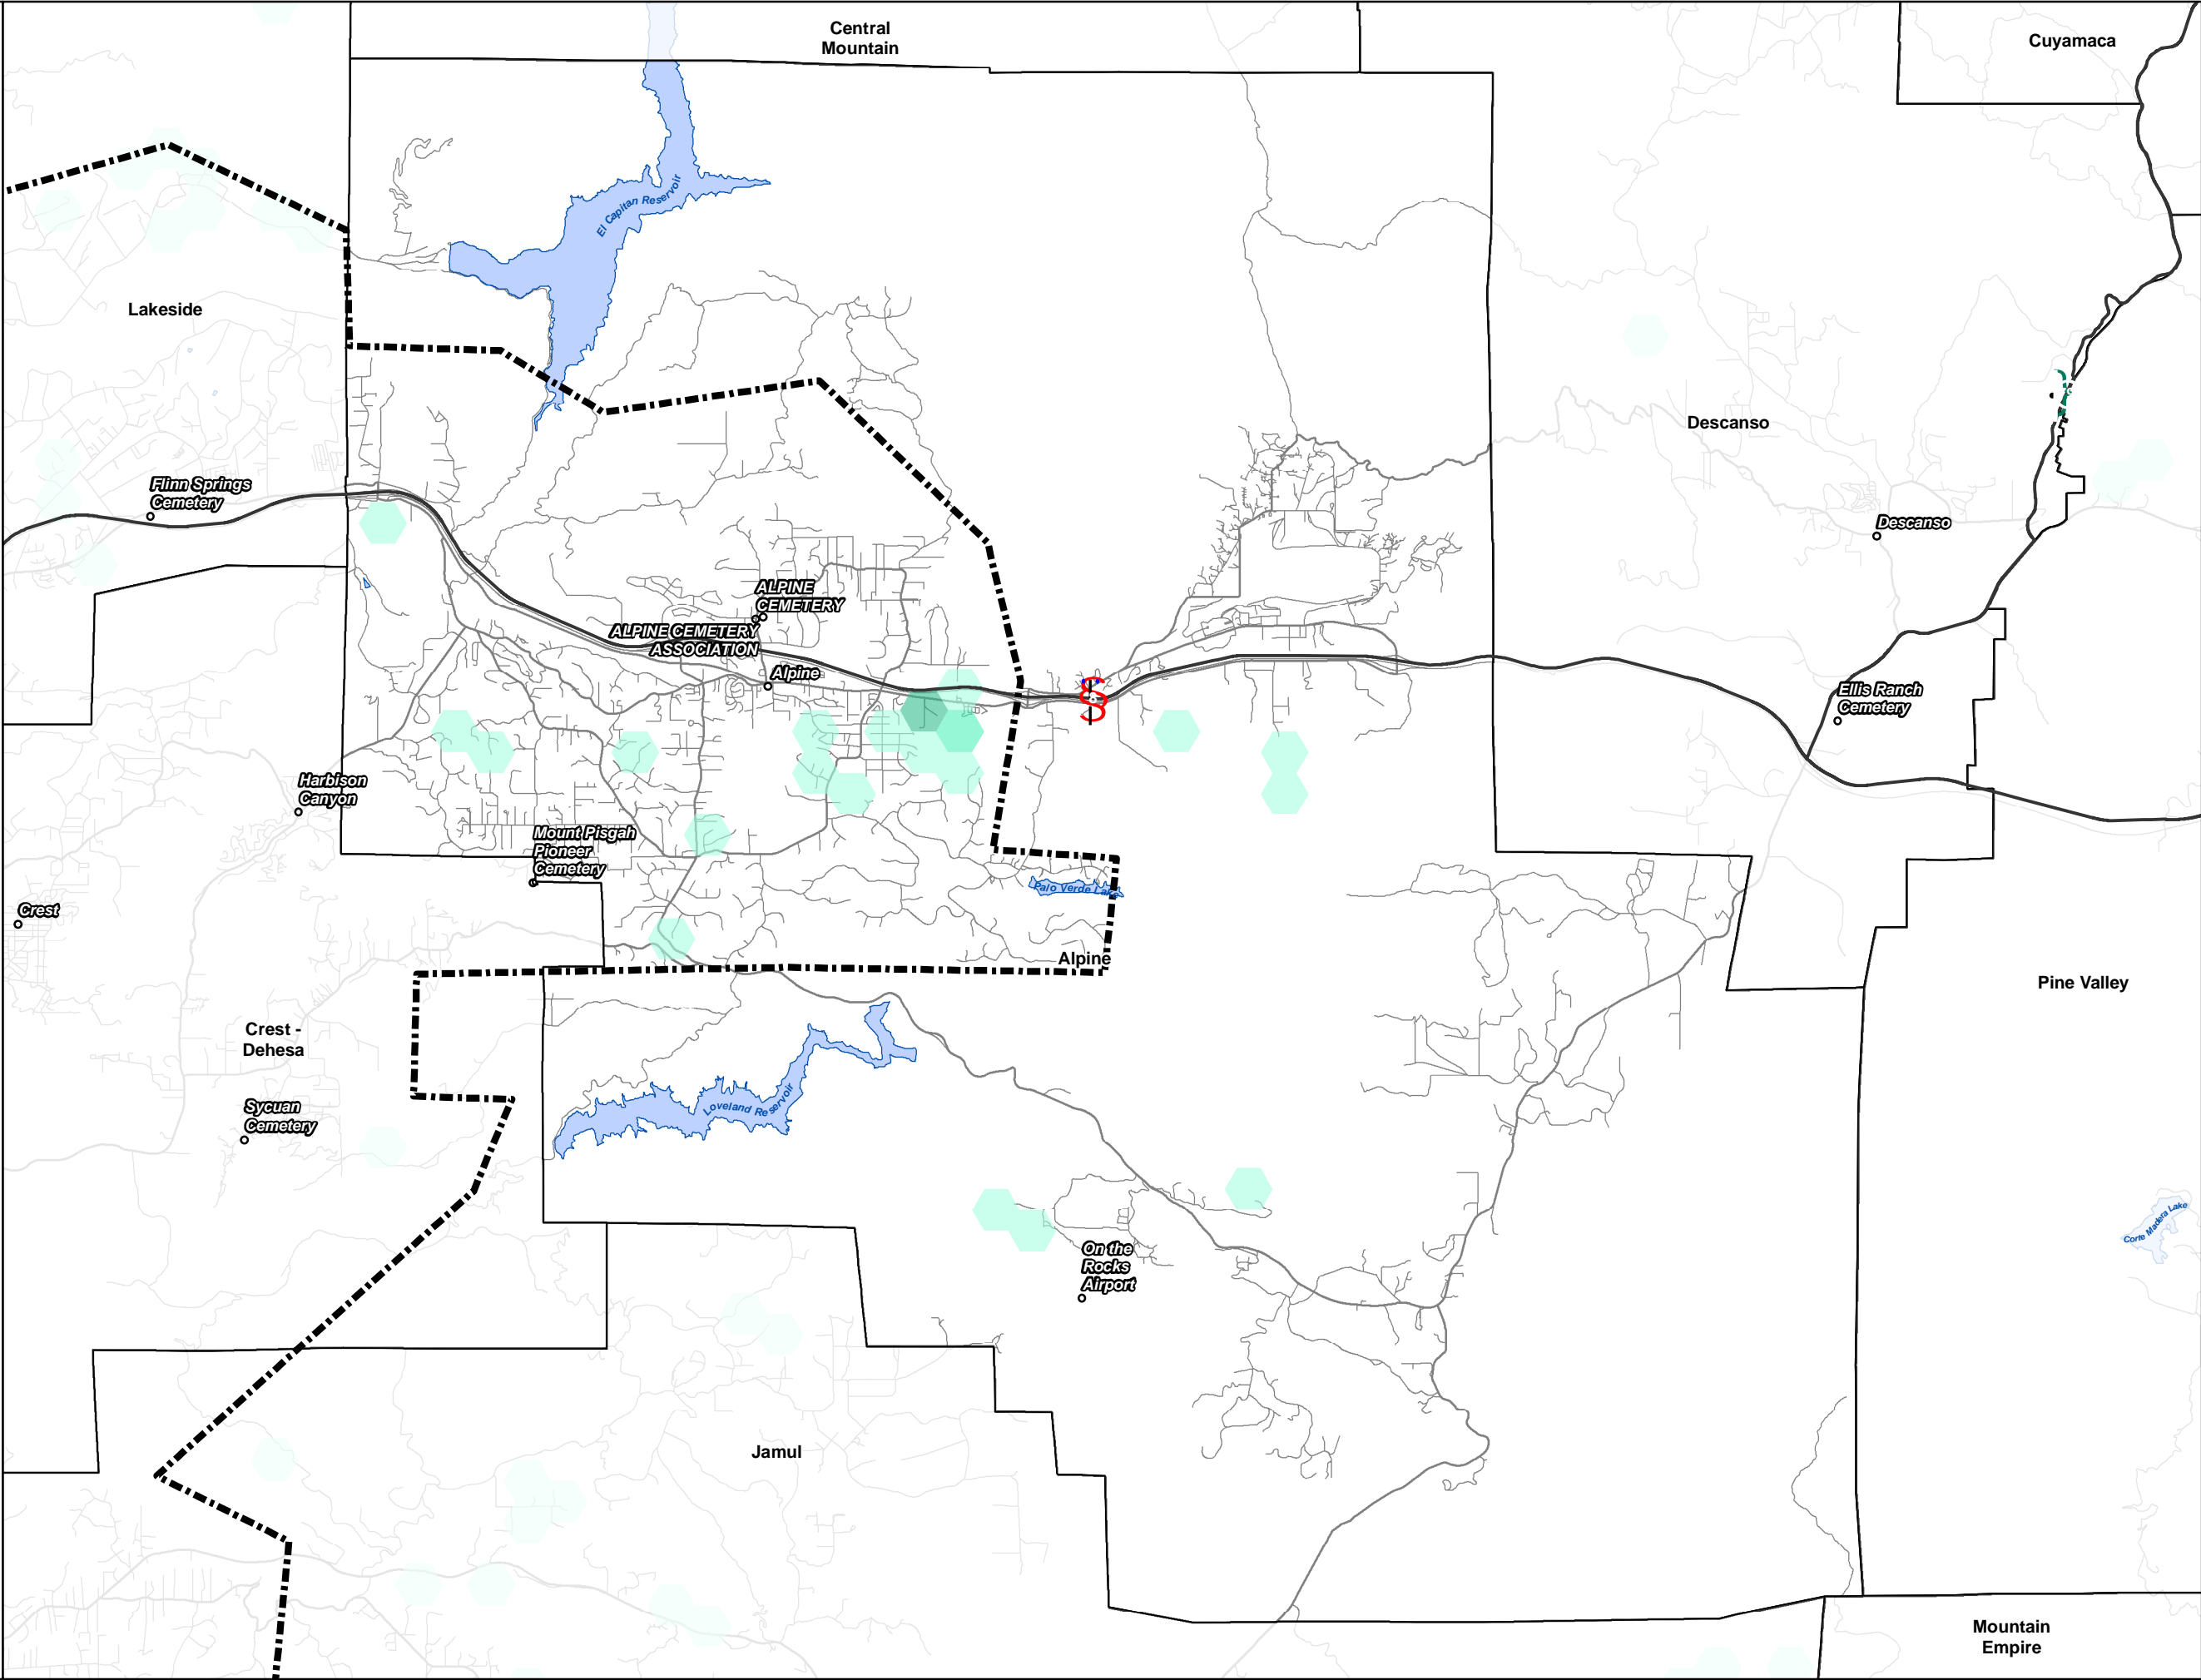 Central
Mountain
Cuyamaca
El Capitan Reservoir
Lakeside
Descanso
Flinn Springs
Cemetery
Descanso
ALPINE
CEMETERY
ALPINE CEMETERY
ASSOCIATION
Alpine
Ellis Ranch
Cemetery
Harbison
Canyon
Mount Pisgah
Pioneer
Cemetery
Palo Verde Lake
Crest
Alpine
Pine Valley
Crest -
Dehesa
Loveland Reservoir
Sycuan
Cemetery
Corte Madera Lake
On the
Rocks
Airport
Jamul
Mountain
Empire